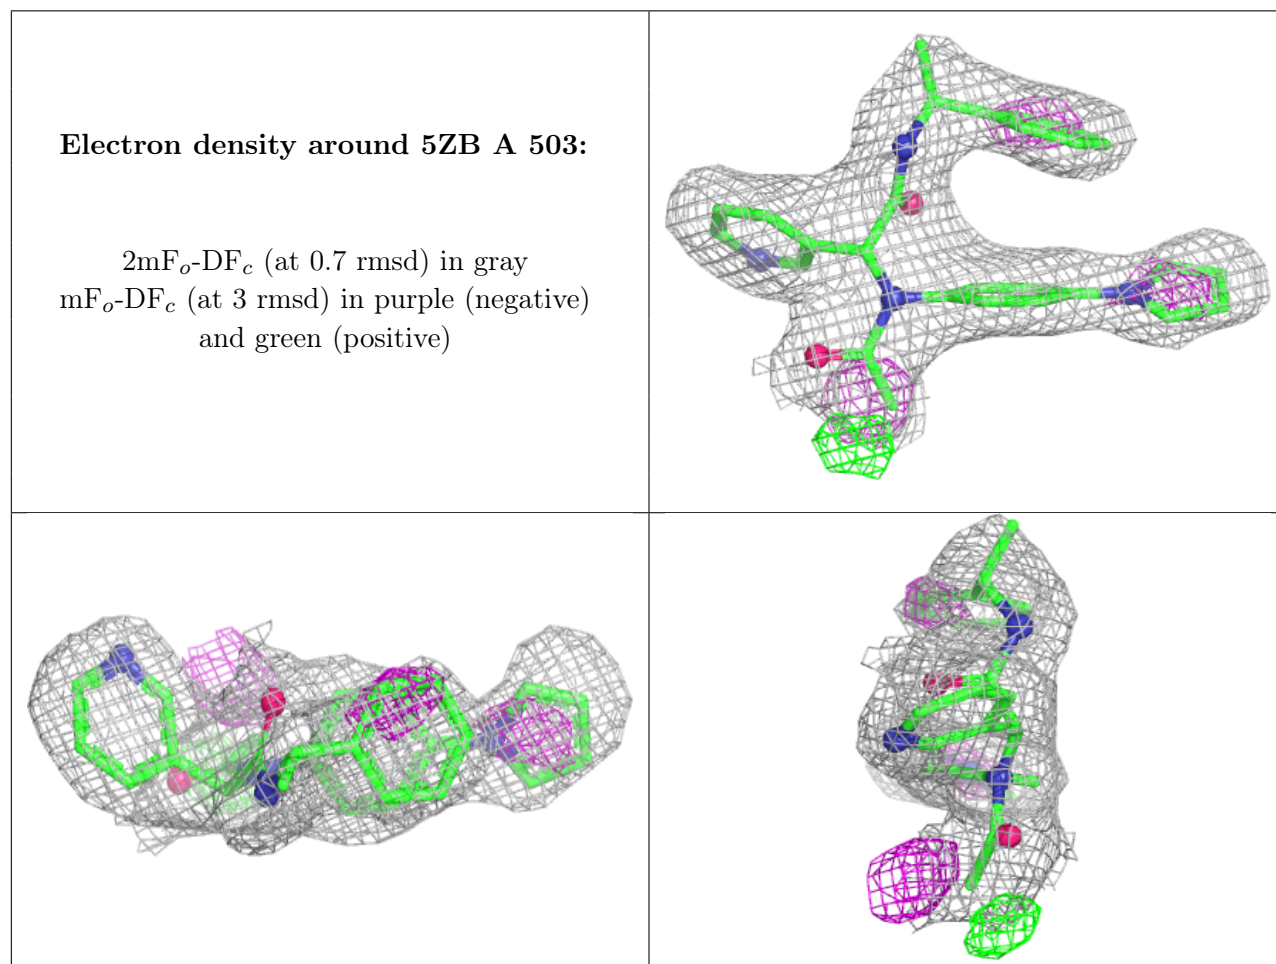 Electron density around 5ZB A 503:
2mFo-DFc (at 0.7 rmsd) in gray
mFo-DFc (at 3 rmsd) in purple (negative)
and green (positive)